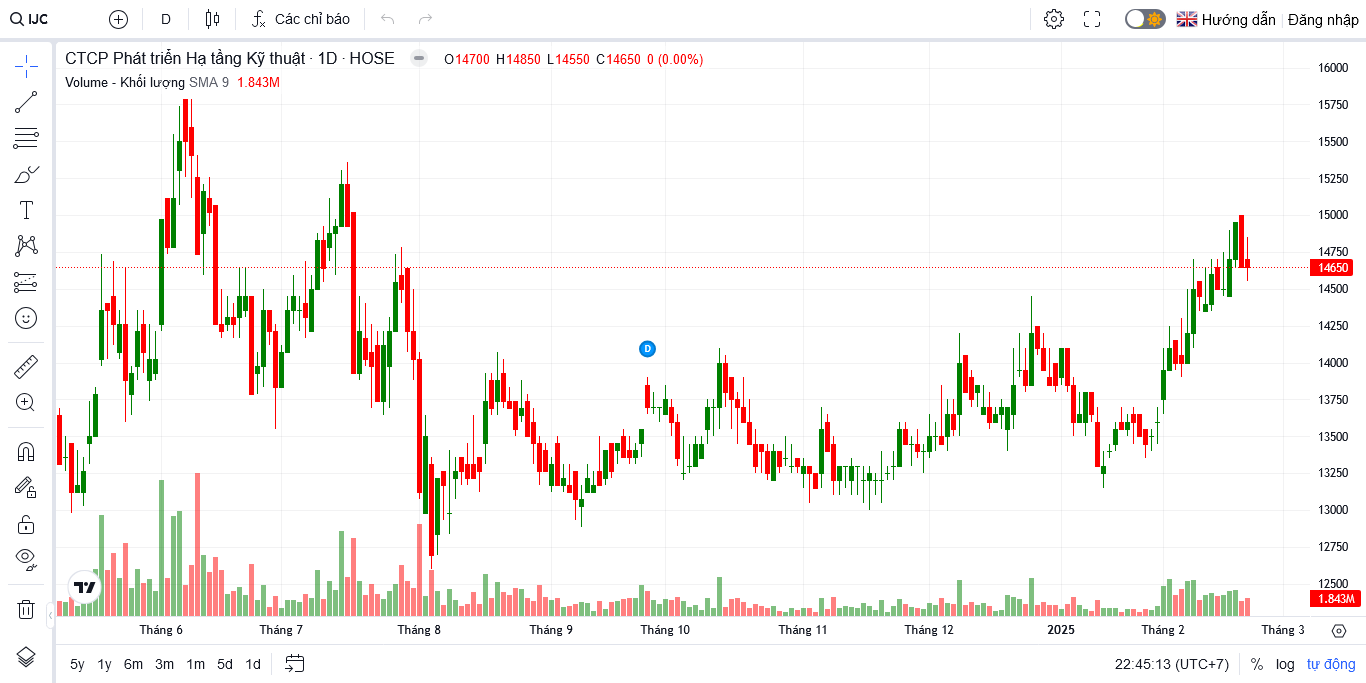 IJC D Các chỉ báo Hướng dẫn Đăng nhập
CTCP Phát triển Hạ tầng Kỹ thuật · 1D · HOSE O14700 H14850 L14550 C14650 0 (0.00%)
Volume - Khối lượng SMA 9 1.843M
16000
15750
15500
15250
15000
14750
14650
14500
14250
14000
D
13750
13500
13250
13000
12750
12500
1.843M
Tháng 6 Tháng 7 Tháng 8 Tháng 9 Tháng 10 Tháng 11 Tháng 12 2025 Tháng 2 Tháng 3
5y 1y 6m 3m 1m 5d 1d 22:45:13 (UTC+7) % log tự động